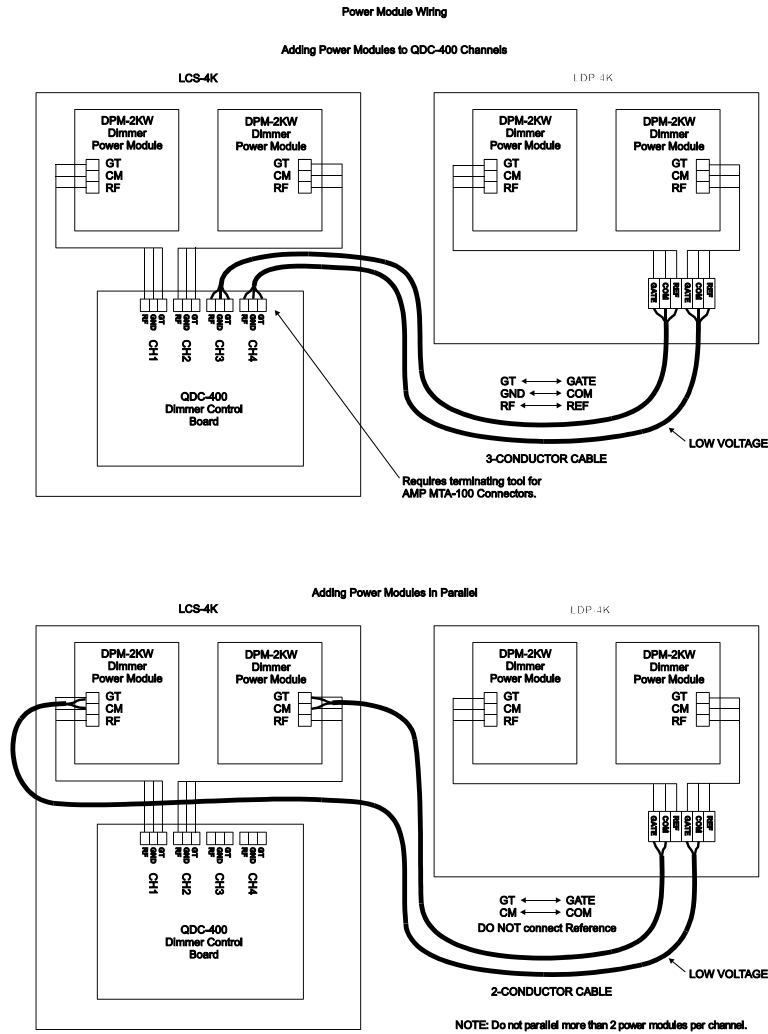 Power Module Wiring
Adding Power Modules to QDC-400 Channels
LCS-4K
LDP-4K
DPM-2KW
Dimmer
Power Module
GT
CM
RF
DPM-2KW
Dimmer
Power Module
GT
CM
RF
DPM-2KW
Dimmer
Power Module
GT
CM
RF
DPM-2KW
Dimmer
Power Module
GT
CM
RF
GATE
COM
REF
GATE
COM
REF
RF
GND
GT
RF
GND
GT
RF
GND
GT
RF
GND
GT
CH1
CH2
CH3
CH4
QDC-400
Dimmer Control
Board
GT GATE
GND COM
RF REF
LOW VOLTAGE
3-CONDUCTOR CABLE
Requires terminating tool for
AMP MTA-100 Connectors.
Adding Power Modules in Parallel
LCS-4K
LDP-4K
DPM-2KW
Dimmer
Power Module
GT
CM
RF
DPM-2KW
Dimmer
Power Module
GT
CM
RF
DPM-2KW
Dimmer
Power Module
GT
CM
RF
DPM-2KW
Dimmer
Power Module
GT
CM
RF
GATE
COM
REF
GATE
COM
REF
RF
GND
GT
RF
GND
GT
RF
GND
GT
RF
GND
GT
CH1
CH2
CH3
CH4
QDC-400
Dimmer Control
Board
GT GATE
CM COM
DO NOT connect Reference
LOW VOLTAGE
2-CONDUCTOR CABLE
NOTE: Do not parallel more than 2 power modules per channel.